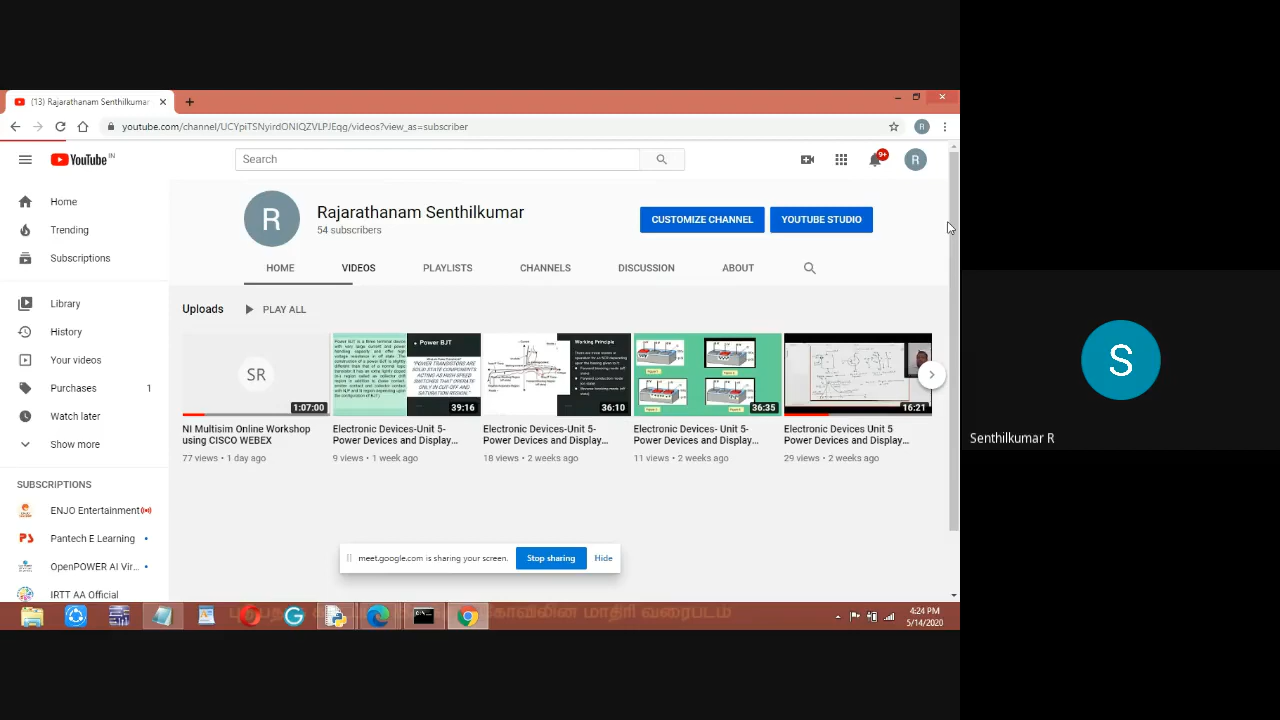 (13) Rajarathanam Senthilkumar
youtube.com/channel/UCYpiTSNyirdONIQZVLPJEqg/videos?view_as=subscriber
R
YouTube IN
Search
9+
R
Home
Trending
Subscriptions
Library
History
Your videos
Purchases 1
Watch later
Show more
SUBSCRIPTIONS
ENJO Entertainment
Pantech E Learning
OpenPOWER AI Vir...
IRTT AA Official
R
Rajarathanam Senthilkumar
54 subscribers
CUSTOMIZE CHANNEL
YOUTUBE STUDIO
HOME VIDEOS PLAYLISTS CHANNELS DISCUSSION ABOUT
Uploads PLAY ALL
SR
1:07:00
NI Multisim Online Workshop
using CISCO WEBEX
77 views • 1 day ago
Power BJT
39:16
Electronic Devices-Unit 5-
Power Devices and Display...
9 views • 1 week ago
Working Principle
36:10
Electronic Devices-Unit 5-
Power Devices and Display...
18 views • 2 weeks ago
36:35
Electronic Devices- Unit 5-
Power Devices and Display...
11 views • 2 weeks ago
16:21
Electronic Devices Unit 5
Power Devices and Display...
29 views • 2 weeks ago
meet.google.com is sharing your screen.
Stop sharing
Hide
மாதிரி வரைபடம்
4:24 PM
5/14/2020
S
Senthilkumar R